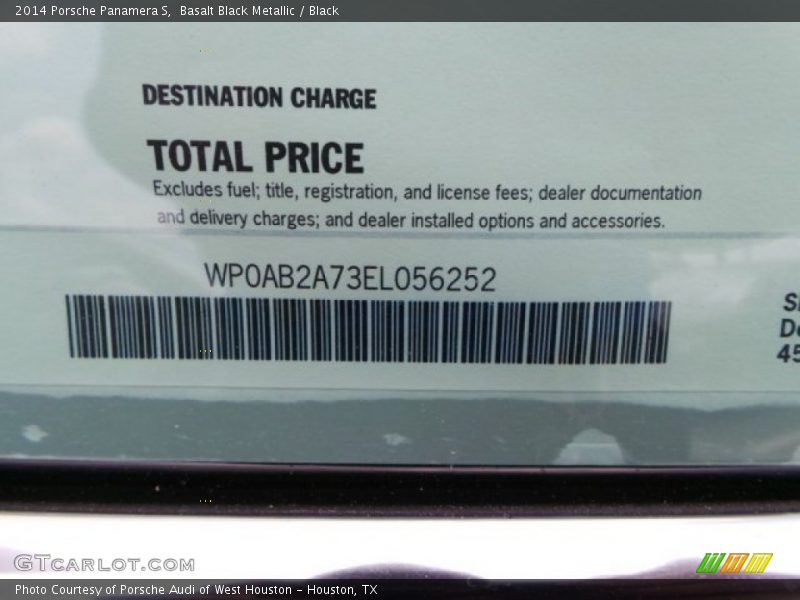 2014 Porsche Panamera S,  Basalt Black Metallic / Black
DESTINATION CHARGE
TOTAL PRICE
Excludes fuel; title, registration, and license fees; dealer documentation
and delivery charges; and dealer installed options and accessories.
WP0AB2A73EL056252
45
GTCARLOT.COM
Photo Courtesy of Porsche Audi of West Houston - Houston, TX